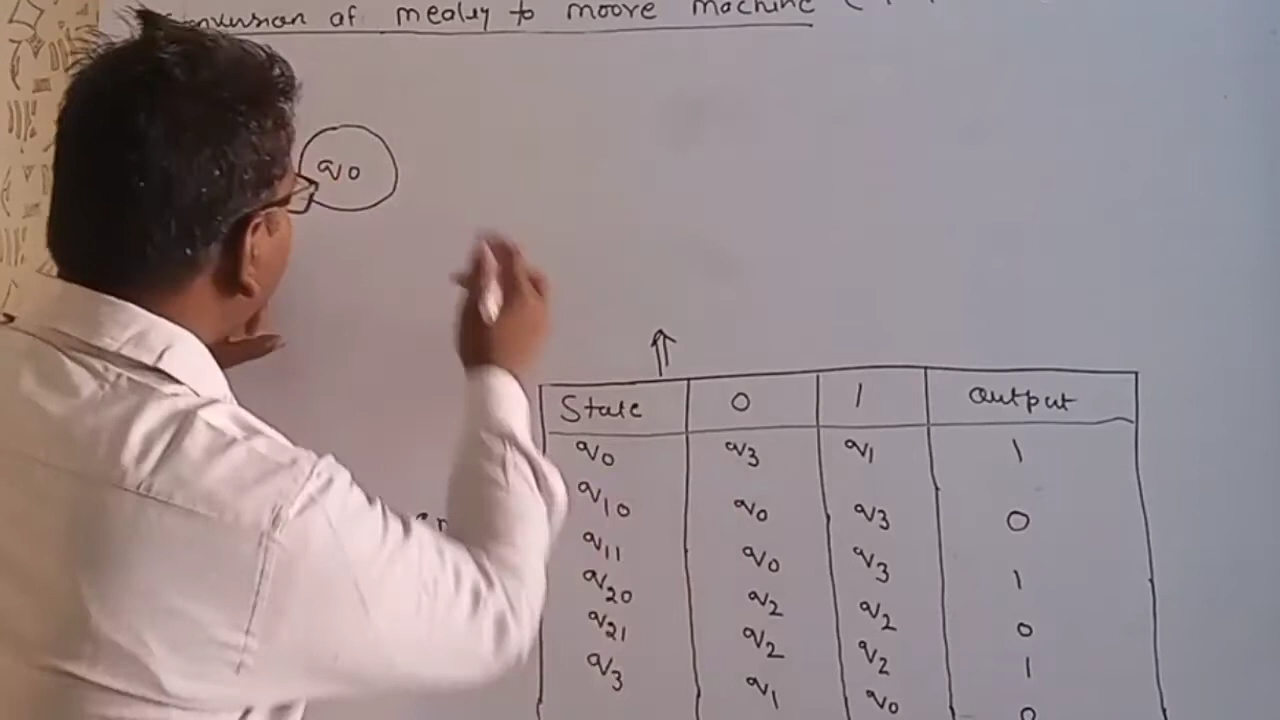 Conversion of mealy to moore machine (
q0
State 0 1 output
q0 q3 q1 1
q10 q0 q3 0
q11 q0 q3 1
q20 q2 q2 0
q21 q2 q2 1
q3 q1 q0 0